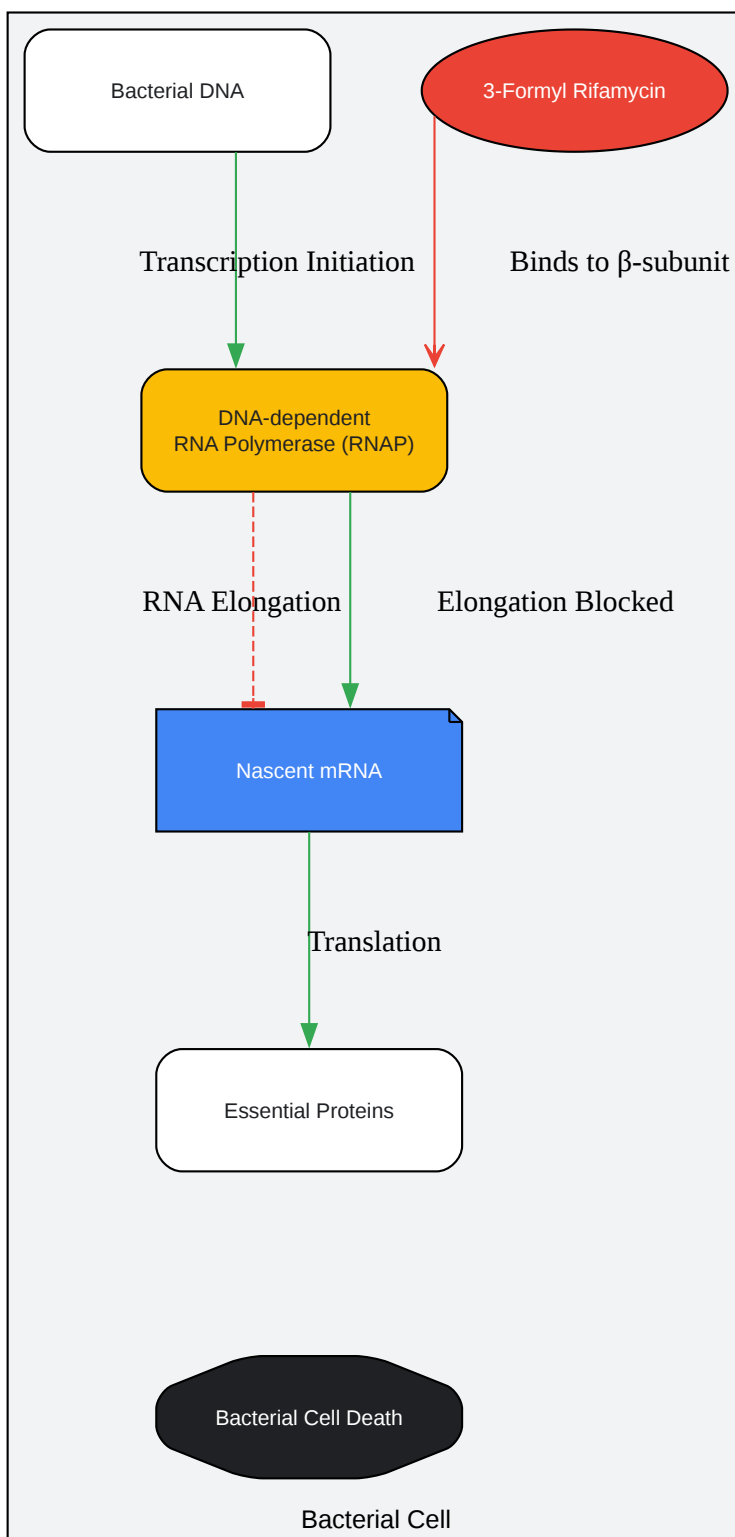 Bacterial DNA
3-Formyl Rifamycin
Transcription Initiation
Binds to β-subunit
DNA-dependent
RNA Polymerase (RNAP)
RNA Elongation
Elongation Blocked
Nascent mRNA
Translation
Essential Proteins
Bacterial Cell Death
Bacterial Cell